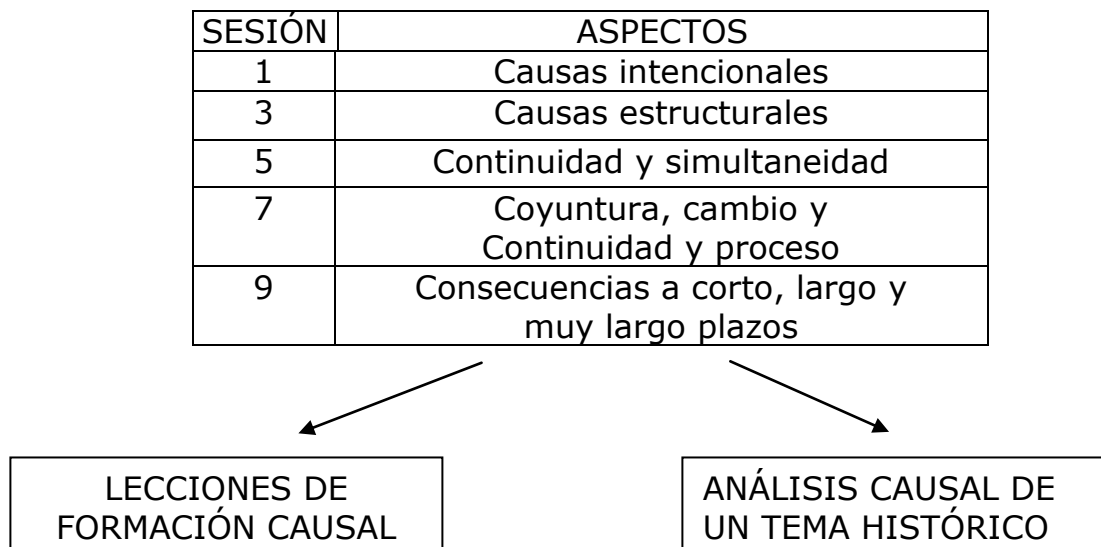 SESIÓN ASPECTOS
1 Causas intencionales
3 Causas estructurales
5 Continuidad y simultaneidad
7 Coyuntura, cambio y
Continuidad y proceso
9 Consecuencias a corto, largo y
muy largo plazos
LECCIONES DE
FORMACIÓN CAUSAL
ANÁLISIS CAUSAL DE
UN TEMA HISTÓRICO